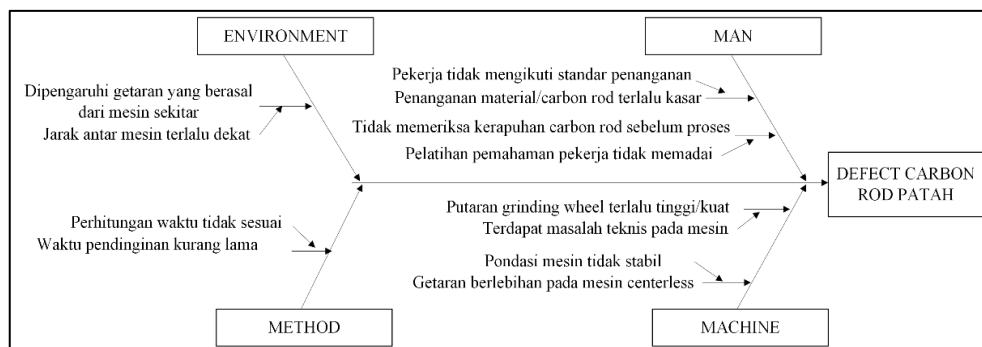 ENVIRONMENT
MAN
Pekerja tidak mengikuti standar penanganan
Penanganan material/carbon rod terlalu kasar
Dipengaruhi getaran yang berasal
dari mesin sekitar
Jarak antar mesin terlalu dekat
Tidak memeriksa kerapuhan carbon rod sebelum proses
Pelatihan pemahaman pekerja tidak memadai
DEFECT CARBON
ROD PATAH
Perhitungan waktu tidak sesuai
Waktu pendinginan kurang lama
Putaran grinding wheel terlalu tinggi/kuat
Terdapat masalah teknis pada mesin
Pondasi mesin tidak stabil
Getaran berlebihan pada mesin centerless
METHOD
MACHINE